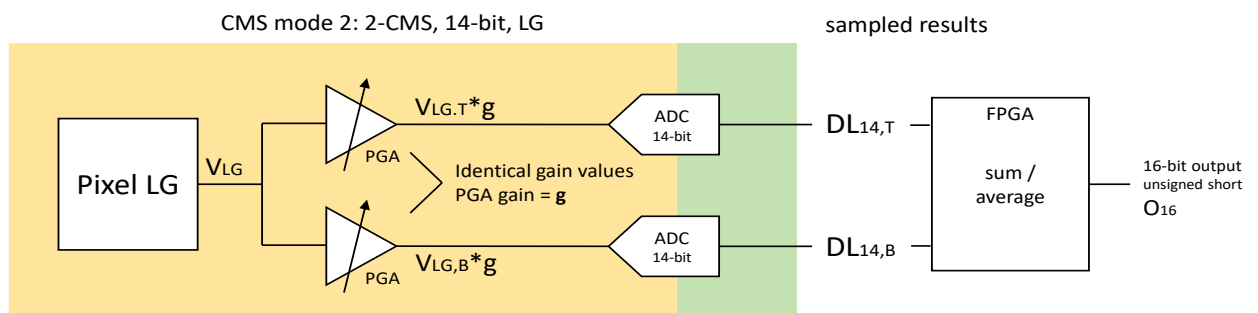 CMS mode 2: 2-CMS, 14-bit, LG
sampled results
Pixel LG
VLG
PGA
VLG.T*g
ADC
14-bit
DL14,T
Identical gain values
PGA gain = g
PGA
VLG,B*g
ADC
14-bit
DL14,B
FPGA
sum /
average
16-bit output
unsigned short
O16